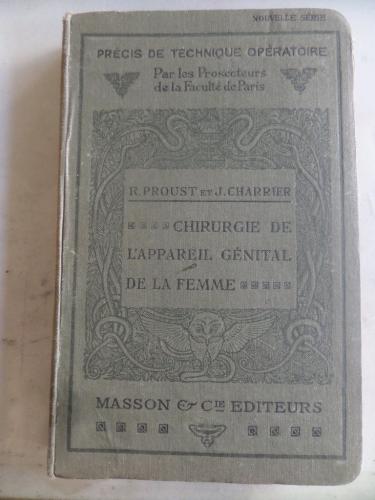 NOUVELLE SÉRIE
PRÉCIS DE TECHNIQUE OPÉRATOIRE
Par les Prosecteurs
de la Faculté de Paris
R. PROUST ET J. CHARRIER
CHIRURGIE DE
L'APPAREIL GÉNITAL
DE LA FEMME
MASSON & CIE EDITEURS